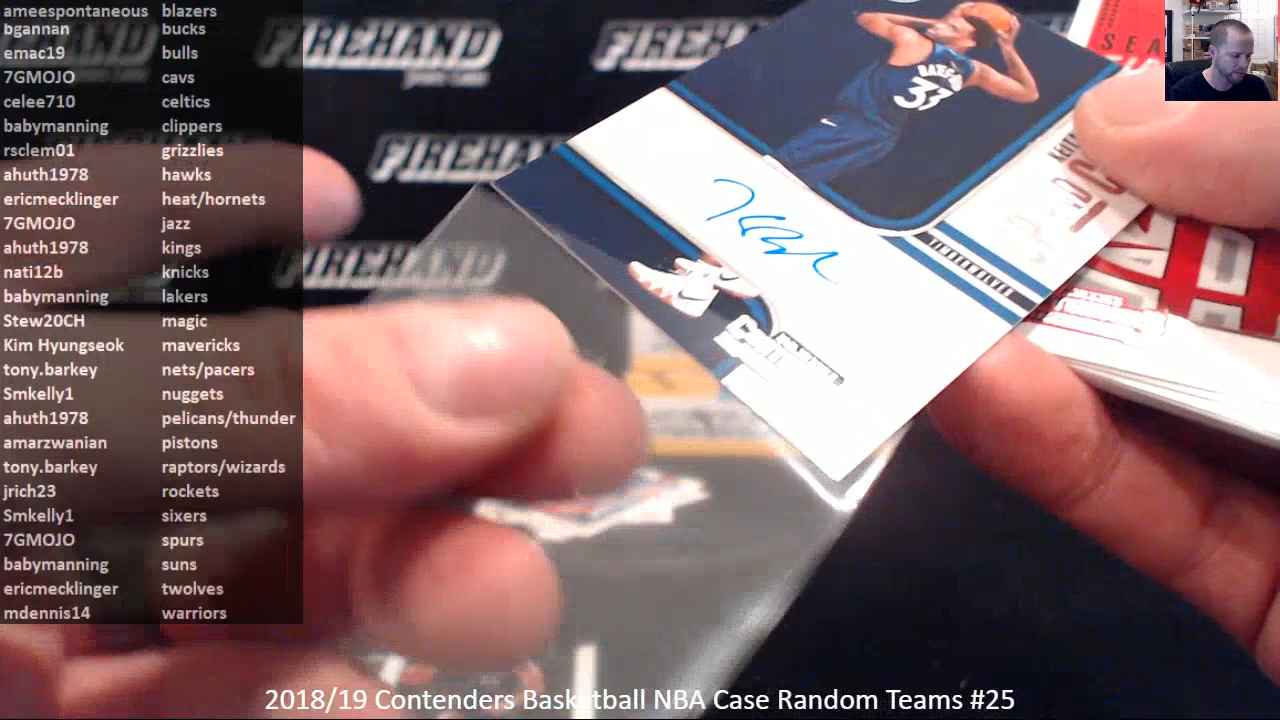 ameespontaneous blazers
bgannan bucks
emac19 bulls
7GMOJO cavs
celee710 celtics
babymanning clippers
rsclem01 grizzlies
ahuth1978 hawks
ericmecklinger heat/hornets
7GMOJO jazz
ahuth1978 kings
nati12b knicks
babymanning lakers
Stew20CH magic
Kim Hyungseok mavericks
tony.barkey nets/pacers
Smkelly1 nuggets
ahuth1978 pelicans/thunder
amarzwanian pistons
tony.barkey raptors/wizards
jrich23 rockets
Smkelly1 sixers
7GMOJO spurs
babymanning suns
ericmecklinger twolves
mdennis14 warriors
FIREHAND
FIREHAND
FIREHAND
33
TIMBERWOLVES
2018/19 Contenders Basketball NBA Case Random Teams #25